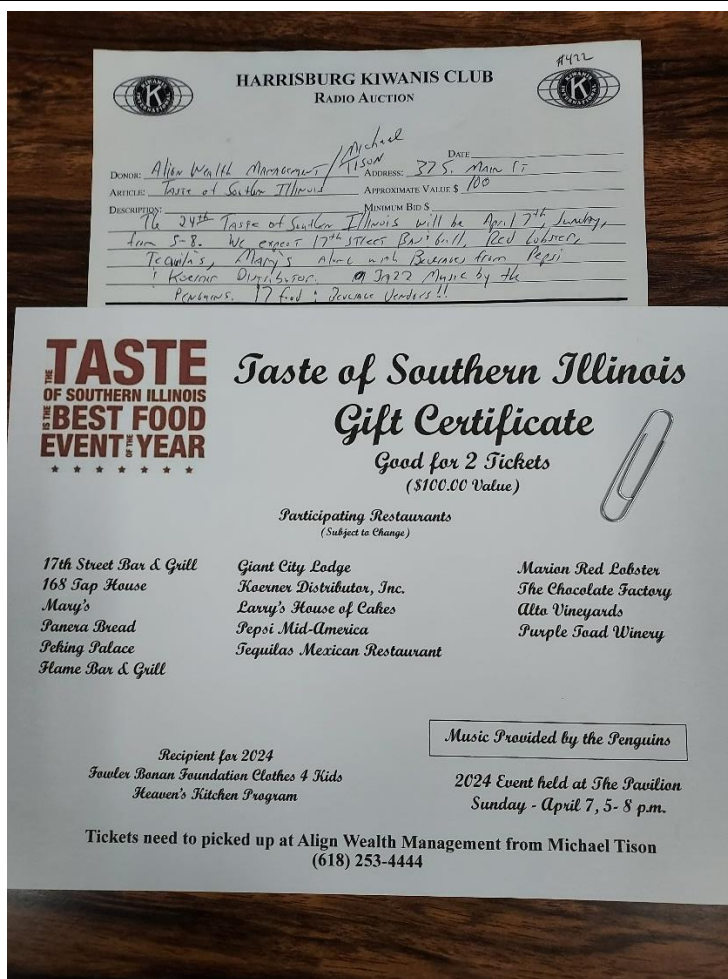 #422
HARRISBURG KIWANIS CLUB
RADIO AUCTION
K
KIWANIS
INTERNATIONAL
K
KIWANIS
INTERNATIONAL
DATE
DONOR: Align Wealth Management / Michael Tison ADDRESS: 37 S. Main St
ARTICLE: Taste of Southern Illinois APPROXIMATE VALUE $ 100
DESCRIPTION: MINIMUM BID $
The 24th Taste of Southern Illinois will be April 7th, Sunday,
from 5-8. We expect 17th Street Bar & Grill, Red Lobster,
Tequila's, Mary's along with Beverages from Pepsi
& Koerner Distributor. Music by the
Penguins. 17 food & Beverage Vendors!!
THE TASTE
OF SOUTHERN ILLINOIS
IS THE BEST FOOD
EVENT OF THE YEAR
Taste of Southern Illinois
Gift Certificate
Good for 2 Tickets
($100.00 Value)
Participating Restaurants
(Subject to Change)
17th Street Bar & Grill
168 Tap House
Mary's
Panera Bread
Peking Palace
Flame Bar & Grill
Giant City Lodge
Koerner Distributor, Inc.
Larry's House of Cakes
Pepsi Mid-America
Tequilas Mexican Restaurant
Marion Red Lobster
The Chocolate Factory
Alto Vineyards
Purple Toad Winery
Music Provided by the Penguins
Recipient for 2024
Fowler Bonan Foundation Clothes 4 Kids
Heaven's Kitchen Program
2024 Event held at The Pavilion
Sunday - April 7, 5- 8 p.m.
Tickets need to picked up at Align Wealth Management from Michael Tison
(618) 253-4444